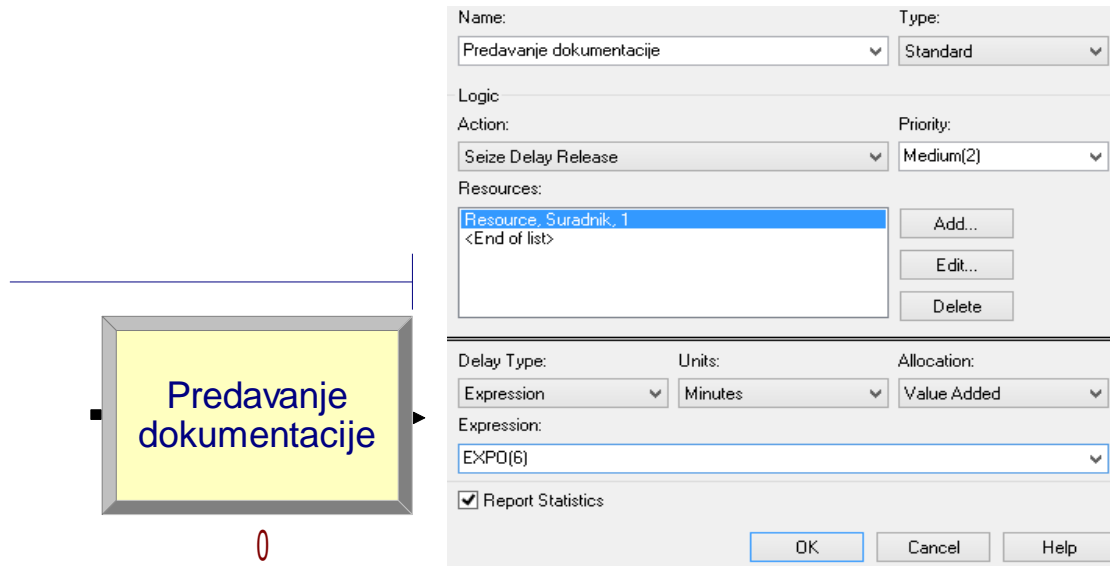 Name:
Type:
Predavanje dokumentacije
Standard
Logic
Action:
Priority:
Seize Delay Release
Medium(2)
Resources:
Resource, Suradnik, 1
<End of list>
Add...
Edit...
Delete
Predavanje
dokumentacije
0
Delay Type:
Units:
Allocation:
Expression
Minutes
Value Added
Expression:
EXPO(6)
Report Statistics
OK
Cancel
Help